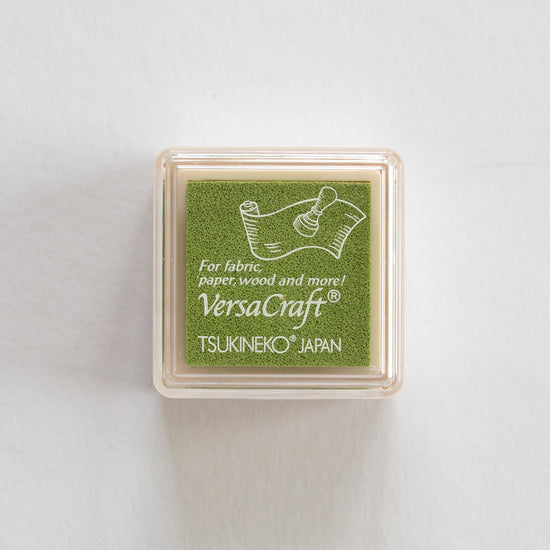 For fabric,
paper, wood and more!
VersaCraft®
TSUKINEKO® JAPAN